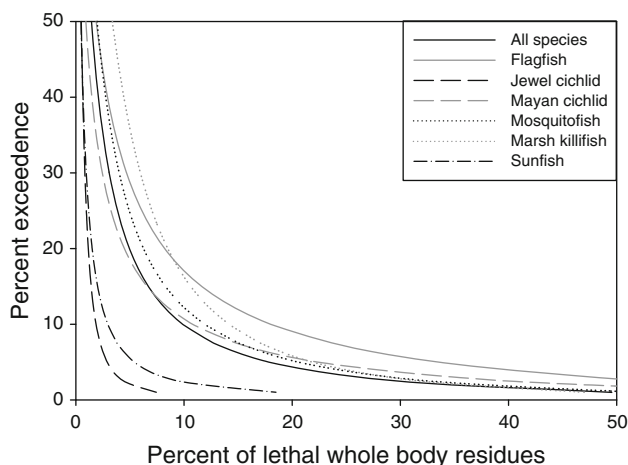 Percent exceedence
50
40
30
20
10
0
0 10 20 30 40 50
Percent of lethal whole body residues
All species
Flagfish
Jewel cichlid
Mayan cichlid
Mosquitofish
Marsh killifish
Sunfish